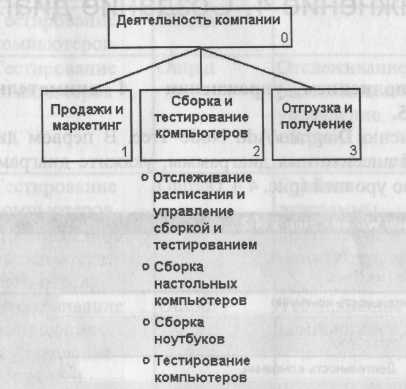 Деятельность компании
0
Продажи и
маркетинг
1
Сборка и
тестирование
компьютеров
2
Отгрузка и
получение
3
Отслеживание
расписания и
управление
сборкой и
тестированием
Сборка
настольных
компьютеров
Сборка
ноутбуков
Тестирование
компьютеров